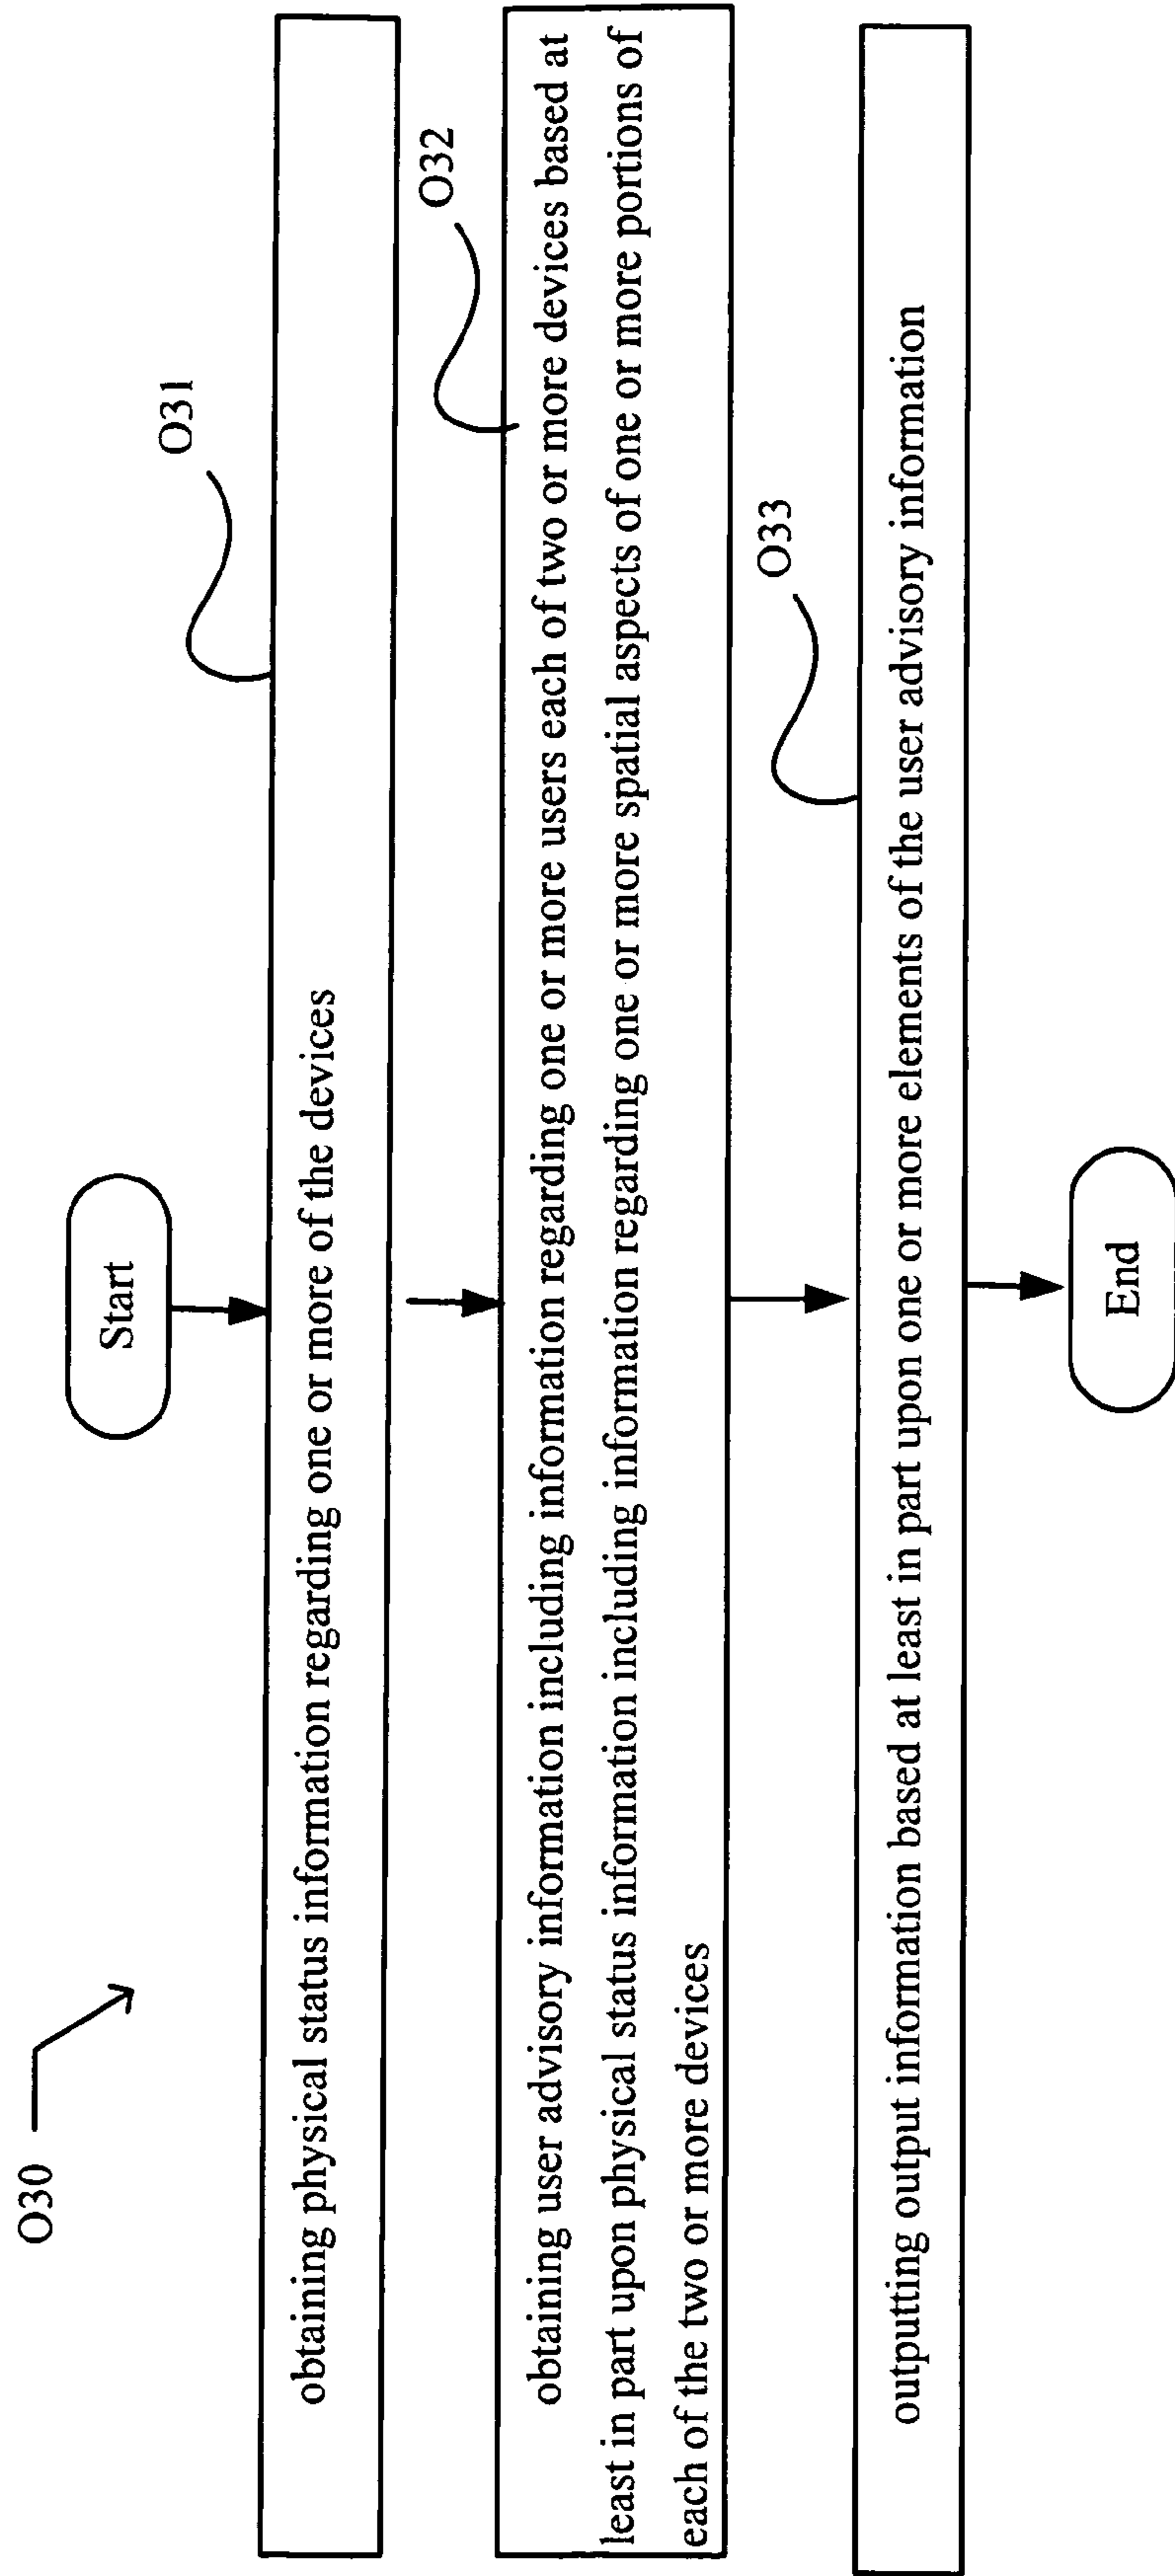 O30
Start
O31
obtaining physical status information regarding one or more of the devices
O32
obtaining user advisory information including information regarding one or more users each of two or more devices based at
least in part upon physical status information including information regarding one or more spatial aspects of one or more portions of
each of the two or more devices
O33
outputting output information based at least in part upon one or more elements of the user advisory information
End